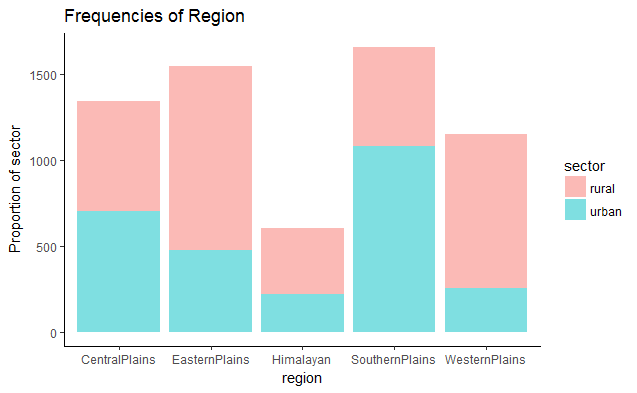 Frequencies of Region
Proportion of sector
1500
1000
500
0
CentralPlains EasternPlains Himalayan SouthernPlains WesternPlains
region
sector
rural
urban